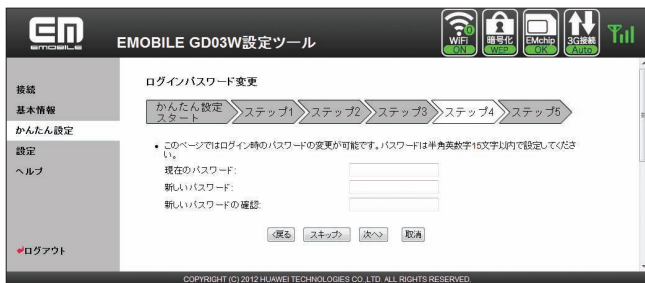 EM
EMOBILE
EMOBILE GD03W設定ツール
WiFi
ON
0
暗号化
WEP
EMchip
OK
3G接続
Auto
接続
基本情報
かんたん設定
設定
ヘルプ
ログアウト
ログインパスワード変更
かんたん設定
スタート
ステップ1
ステップ2
ステップ3
ステップ4
ステップ5
• このページではログイン時のパスワードの変更が可能です。パスワードは半角英数字15文字以内で設定してくださ
い。
現在のパスワード:
新しいパスワード:
新しいパスワードの確認:
<戻る
スキップ>
次へ>
取消
COPYRIGHT (C) 2012 HUAWEI TECHNOLOGIES CO.,LTD. ALL RIGHTS RESERVED.